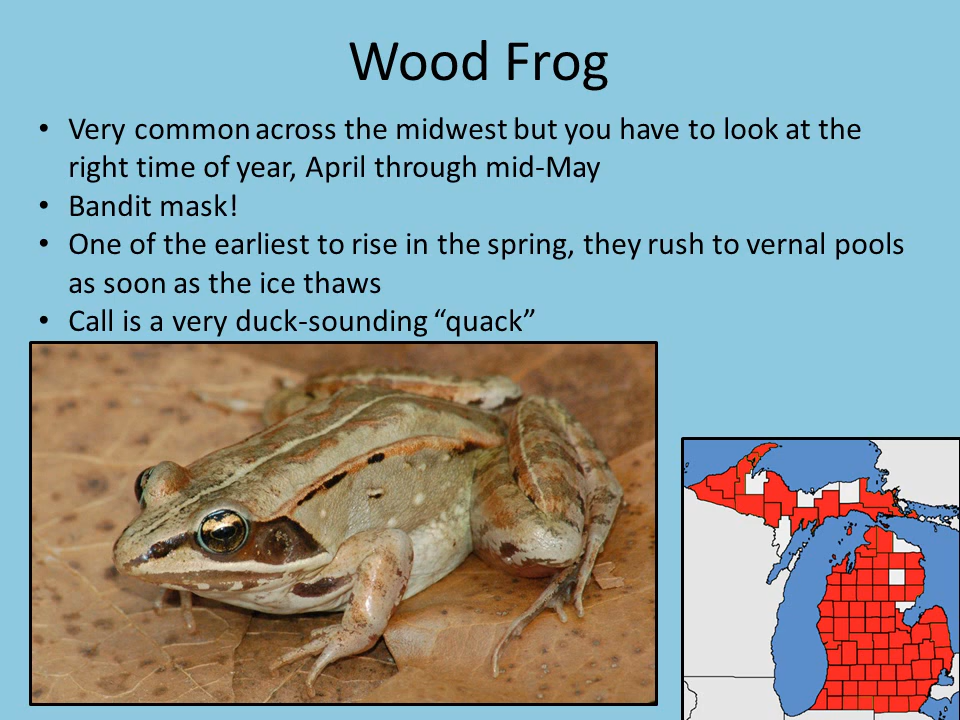 Wood Frog
• Very common across the midwest but you have to look at the
right time of year, April through mid-May
• Bandit mask!
• One of the earliest to rise in the spring, they rush to vernal pools
as soon as the ice thaws
• Call is a very duck-sounding “quack”